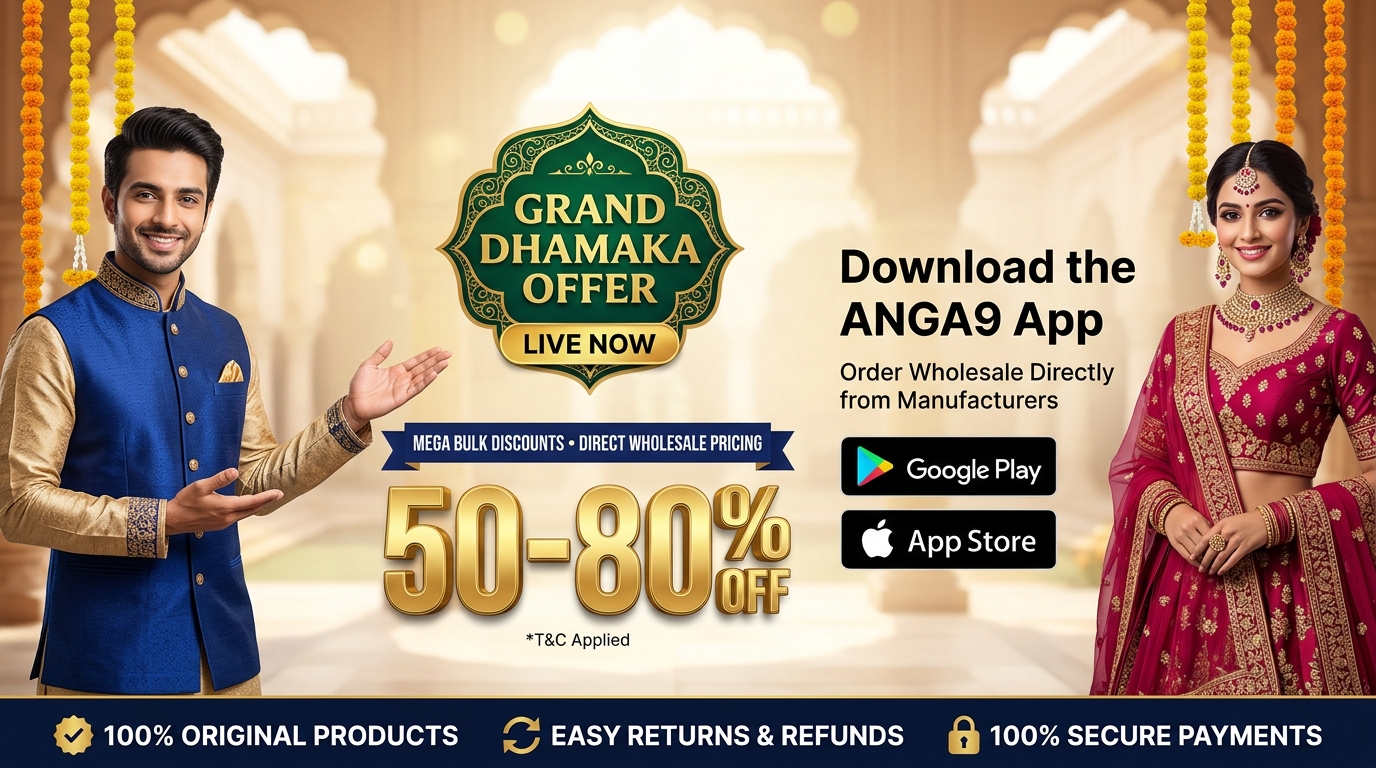 GRAND
DHAMAKA
OFFER
LIVE NOW
MEGA BULK DISCOUNTS • DIRECT WHOLESALE PRICING
50-80% OFF
*T&C Applied
Download the
ANGA9 App
Order Wholesale Directly
from Manufacturers
Google Play
App Store
100% ORIGINAL PRODUCTS
EASY RETURNS & REFUNDS
100% SECURE PAYMENTS